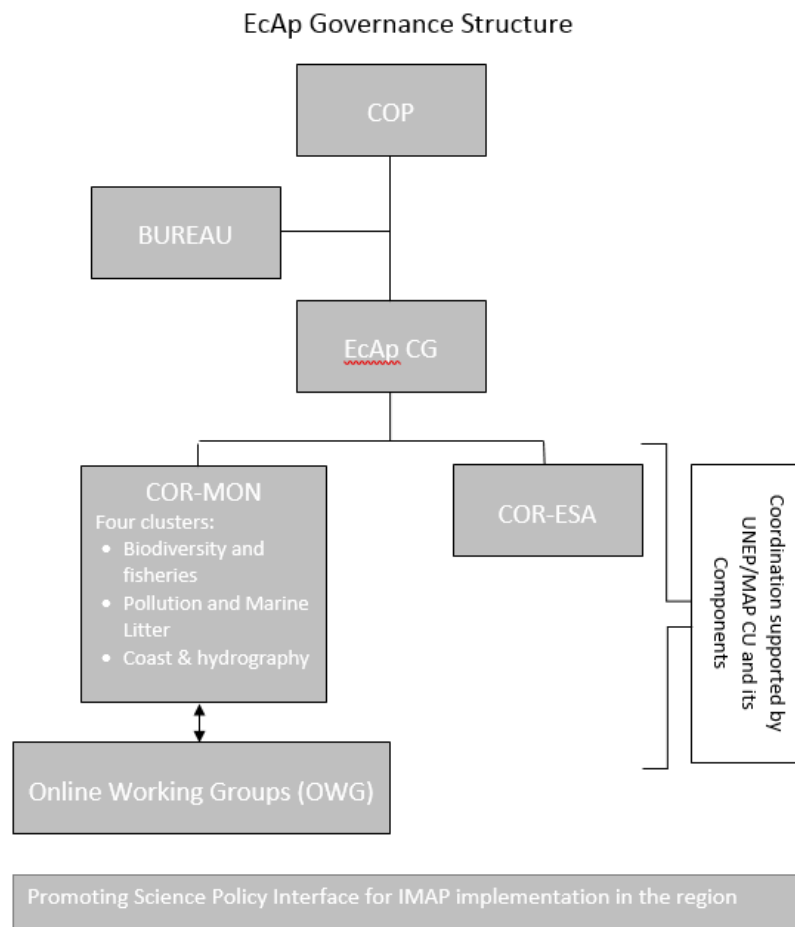 EcAp Governance Structure
COP
BUREAU
EcAp CG
COR-MON
Four clusters:
• Biodiversity and
fisheries
• Pollution and Marine
Litter
• Coast & hydrography
COR-ESA
Coordination supported by
UNEP/MAP CU and its
Components
Online Working Groups (OWG)
Promoting Science Policy Interface for IMAP implementation in the region